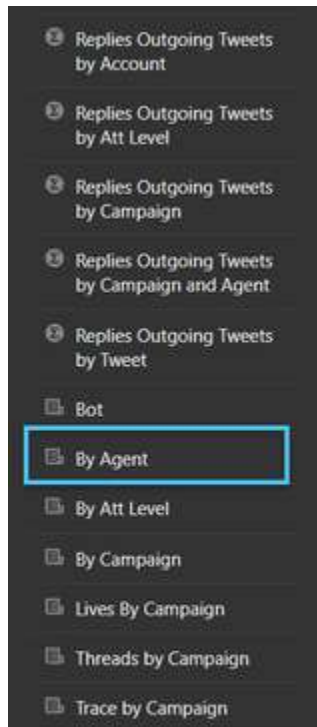 Replies Outgoing Tweets
by Account
Replies Outgoing Tweets
by Att Level
Replies Outgoing Tweets
by Campaign
Replies Outgoing Tweets
by Campaign and Agent
Replies Outgoing Tweets
by Tweet
Bot
By Agent
By Att Level
By Campaign
Lives By Campaign
Threads by Campaign
Trace by Campaign